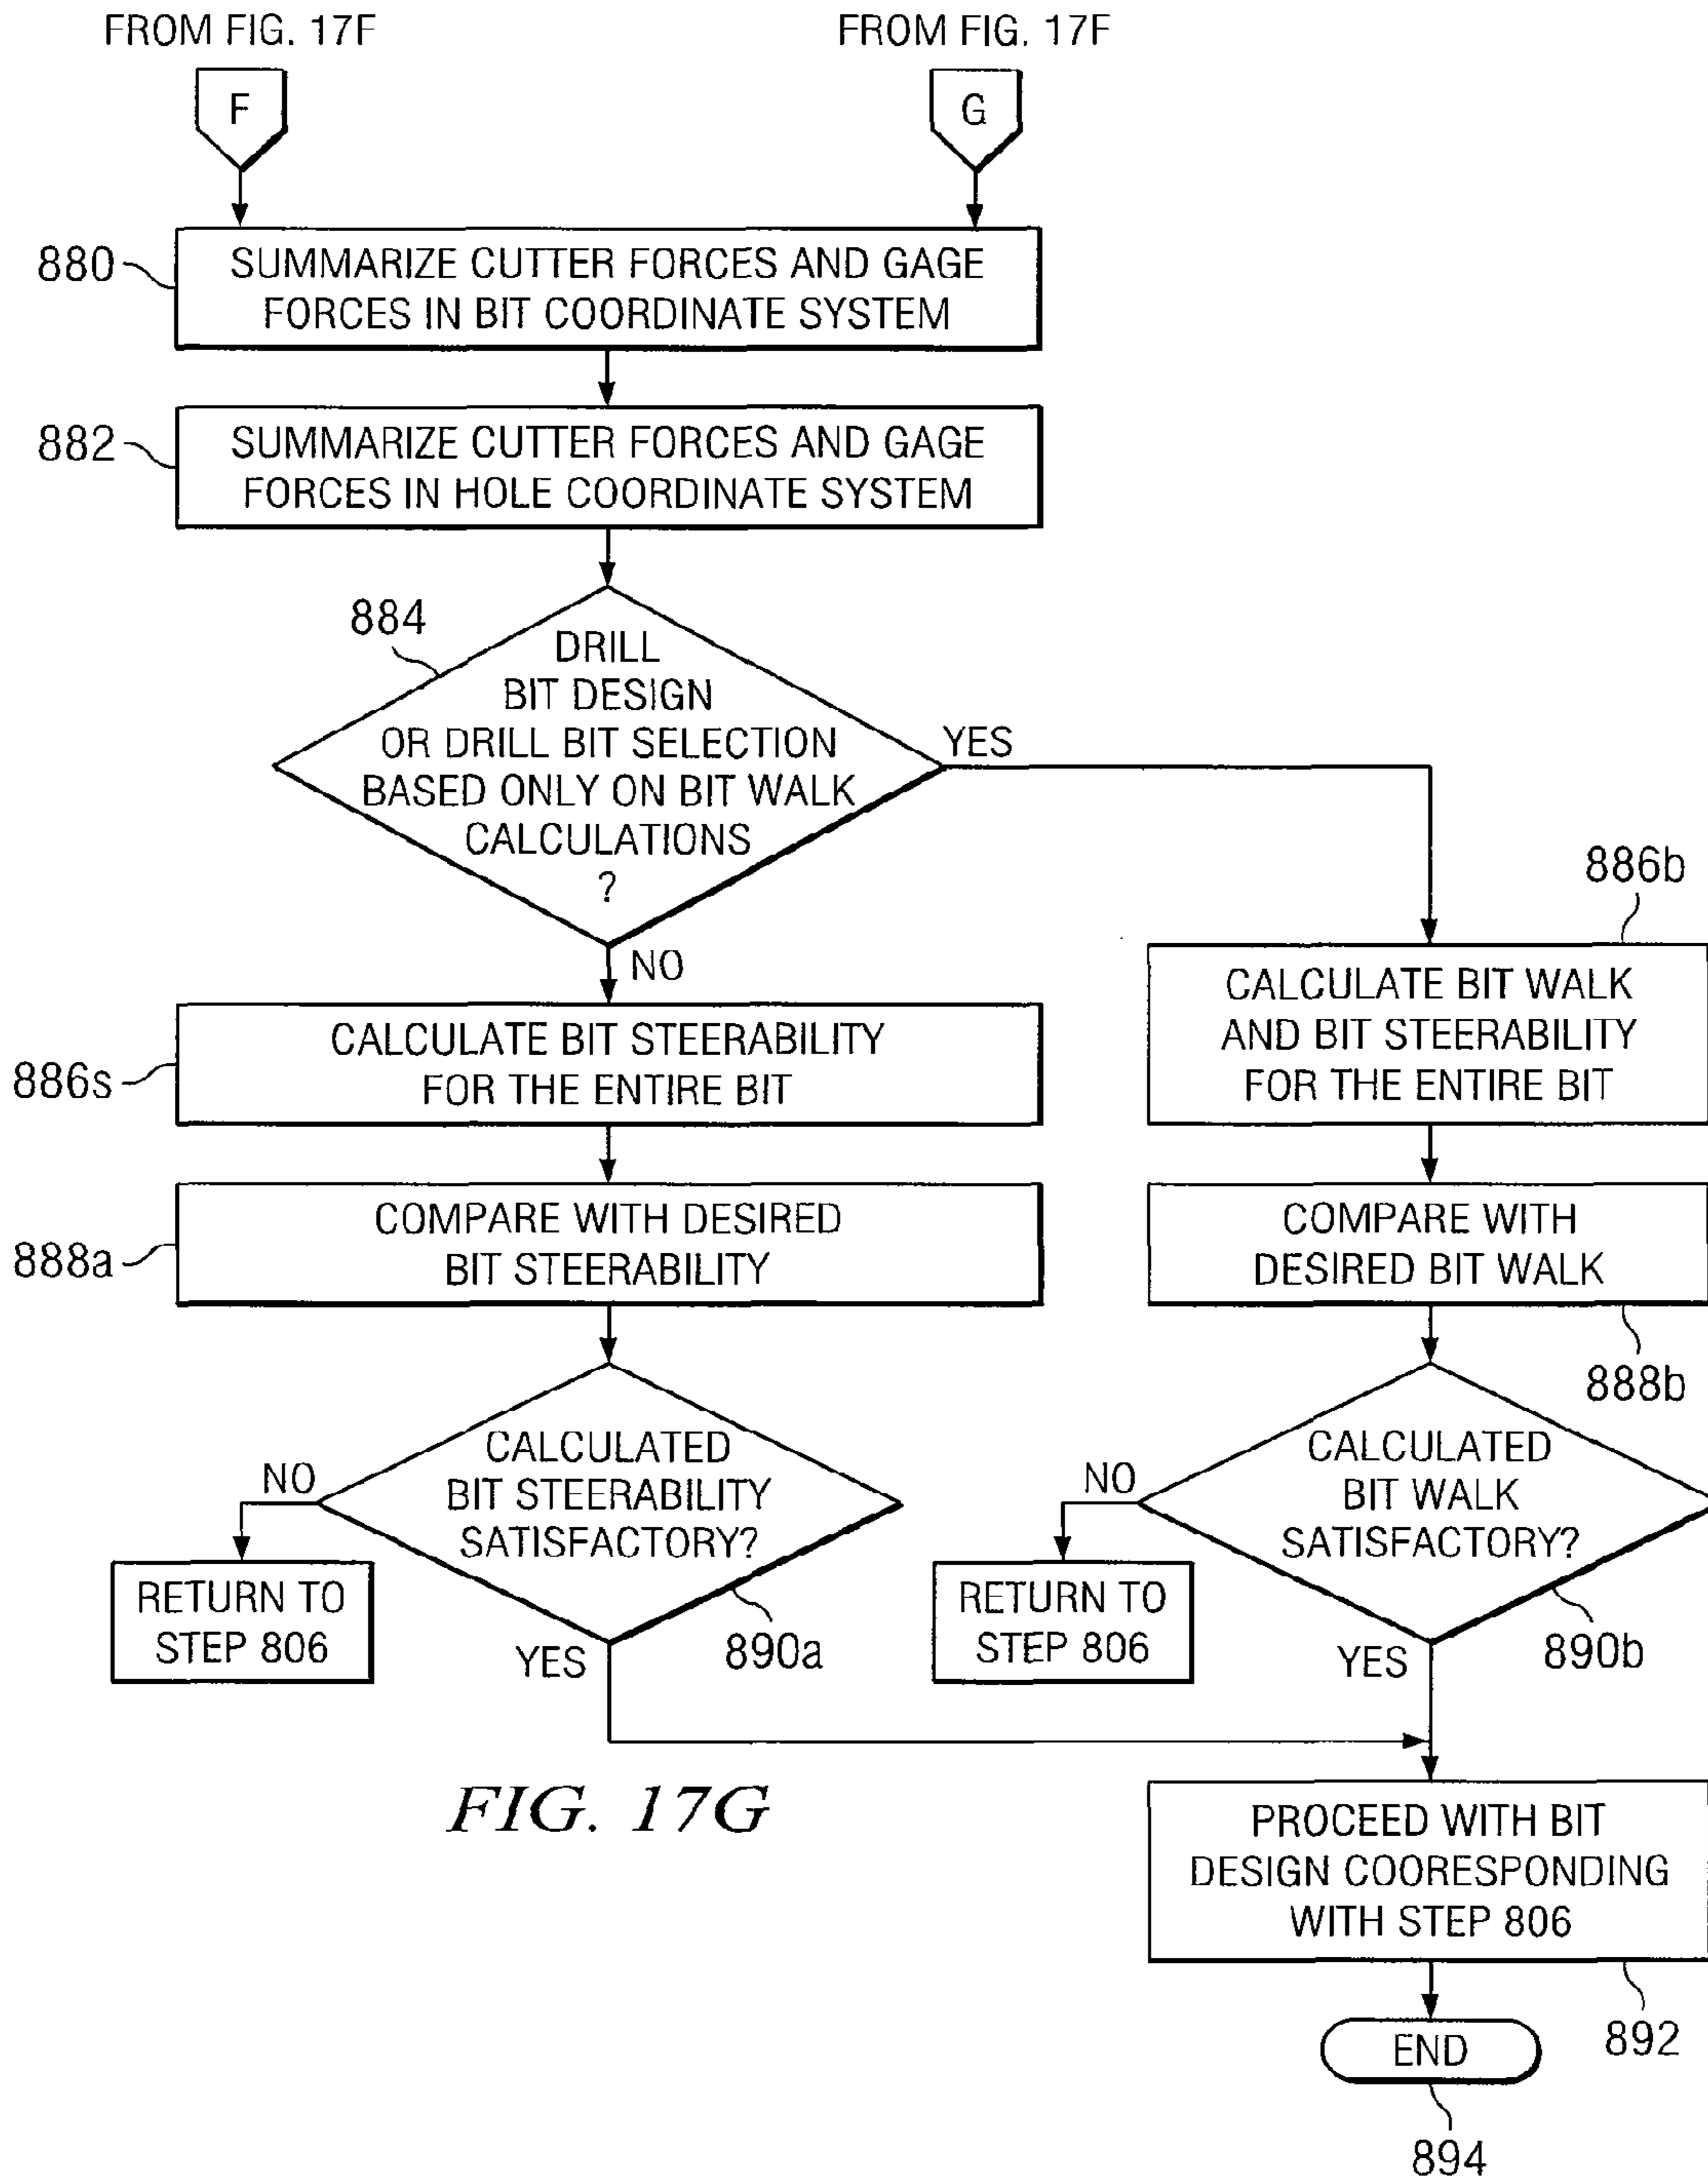 FROM FIG. 17F
FROM FIG. 17F
F
G
880
SUMMARIZE CUTTER FORCES AND GAGE
FORCES IN BIT COORDINATE SYSTEM
882
SUMMARIZE CUTTER FORCES AND GAGE
FORCES IN HOLE COORDINATE SYSTEM
884
DRILL
BIT DESIGN
OR DRILL BIT SELECTION
BASED ONLY ON BIT WALK
CALCULATIONS
?
YES
NO
886b
CALCULATE BIT WALK
AND BIT STEERABILITY
FOR THE ENTIRE BIT
886s
CALCULATE BIT STEERABILITY
FOR THE ENTIRE BIT
888a
COMPARE WITH DESIRED
BIT STEERABILITY
COMPARE WITH
DESIRED BIT WALK
888b
CALCULATED
BIT STEERABILITY
SATISFACTORY?
NO
RETURN TO
STEP 806
YES
890a
CALCULATED
BIT WALK
SATISFACTORY?
NO
RETURN TO
STEP 806
YES
890b
FIG. 17G
PROCEED WITH BIT
DESIGN COORESPONDING
WITH STEP 806
892
END
894